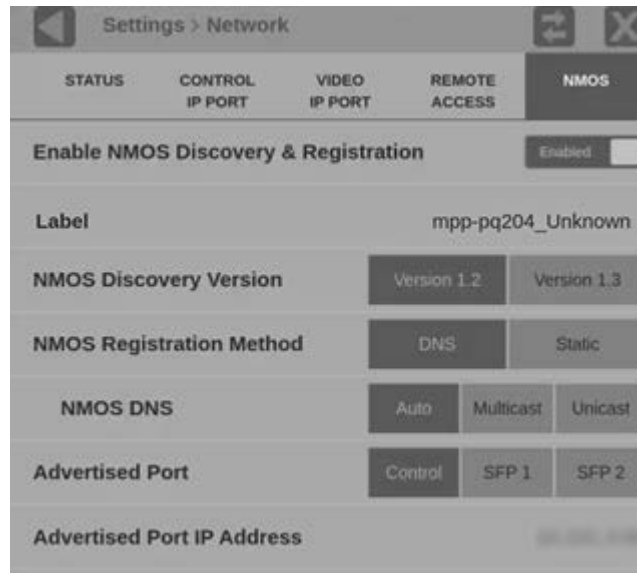 Settings > Network
STATUS CONTROL IP PORT VIDEO IP PORT REMOTE ACCESS NMOS
Enable NMOS Discovery & Registration Enabled
Label mpp-pq204_Unknown
NMOS Discovery Version Version 1.2 Version 1.3
NMOS Registration Method DNS Static
NMOS DNS Auto Multicast Unicast
Advertised Port Control SFP 1 SFP 2
Advertised Port IP Address